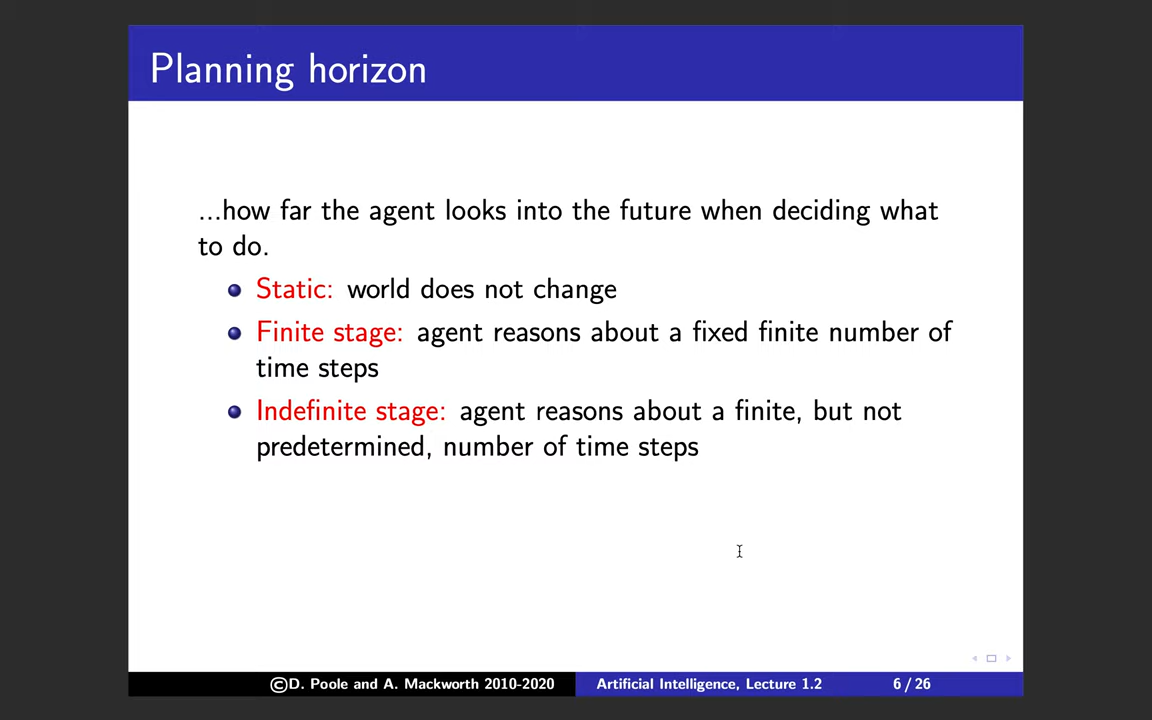 Planning horizon
...how far the agent looks into the future when deciding what
to do.
Static: world does not change
Finite stage: agent reasons about a fixed finite number of
time steps
Indefinite stage: agent reasons about a finite, but not
predetermined, number of time steps
©D. Poole and A. Mackworth 2010-2020
Artificial Intelligence, Lecture 1.2
6 / 26